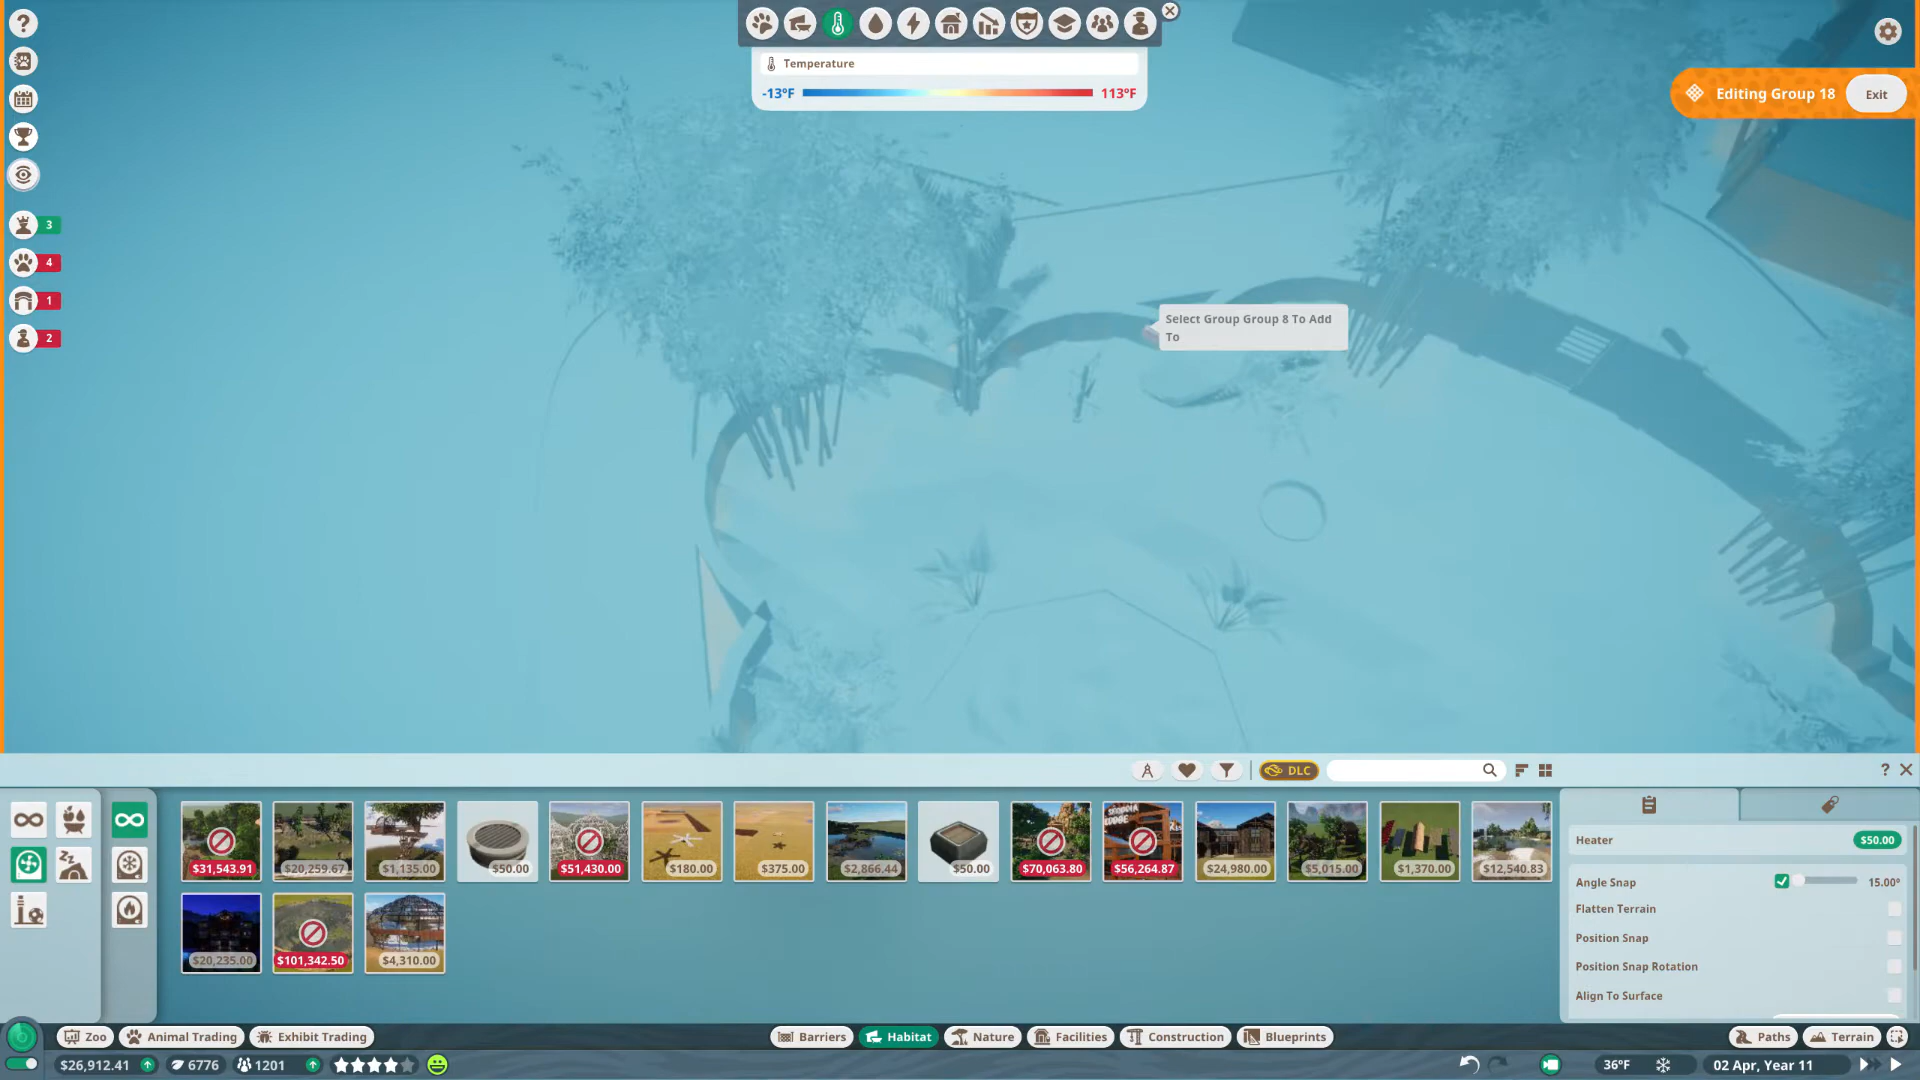 Temperature
-13°F
113°F
Editing Group 18
Exit
3
4
1
2
Select Group Group 8 To Add
To
DLC
?
$31,543.91
$20,259.67
$1,135.00
$50.00
$51,430.00
$180.00
$375.00
$2,866.44
$50.00
$70,063.80
$56,264.87
$24,980.00
$5,015.00
$1,370.00
$12,540.83
$20,235.00
$101,342.50
$4,310.00
Heater
$50.00
Angle Snap
15.00°
Flatten Terrain
Position Snap
Position Snap Rotation
Align To Surface
Zoo
Animal Trading
Exhibit Trading
Barriers
Habitat
Nature
Facilities
Construction
Blueprints
Paths
Terrain
$26,912.41
6776
1201
36°F
02 Apr, Year 11